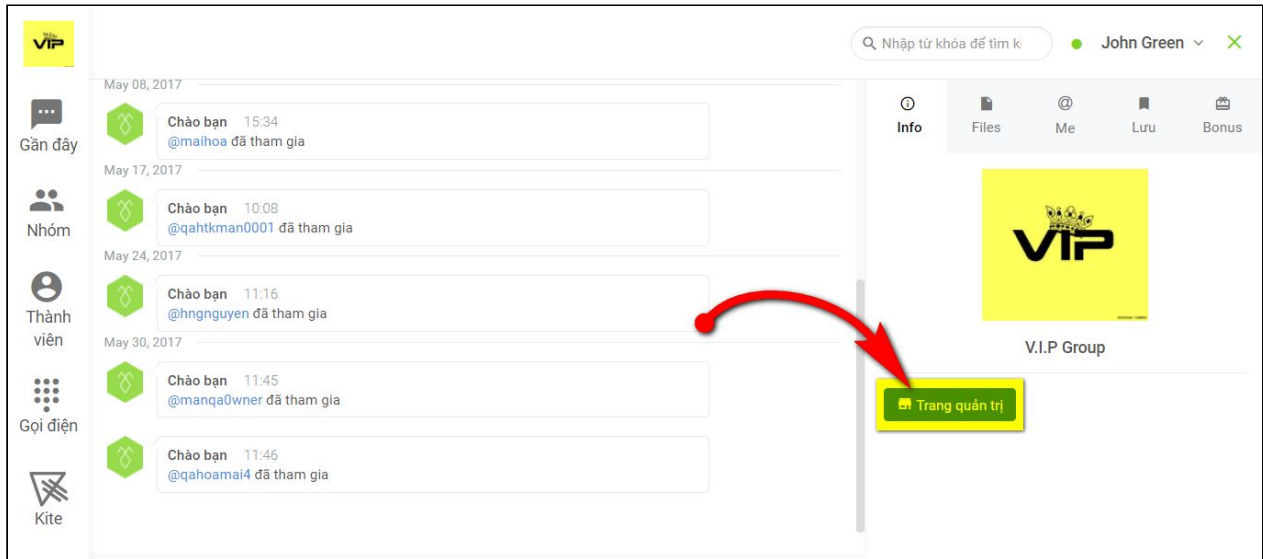 VIP
Nhập từ khóa để tìm k
John Green
Gần đây
Nhóm
Thành
viên
Gọi điện
Kite
May 08, 2017
Chào bạn 15:34
@maihoa đã tham gia
May 17, 2017
Chào bạn 10:08
@qahtkman0001 đã tham gia
May 24, 2017
Chào bạn 11:16
@hngnguyen đã tham gia
May 30, 2017
Chào bạn 11:45
@manqa0wner đã tham gia
Chào bạn 11:46
@qahoamai4 đã tham gia
Info Files @ Me Lưu Bonus
VIP
V.I.P Group
Trang quản trị